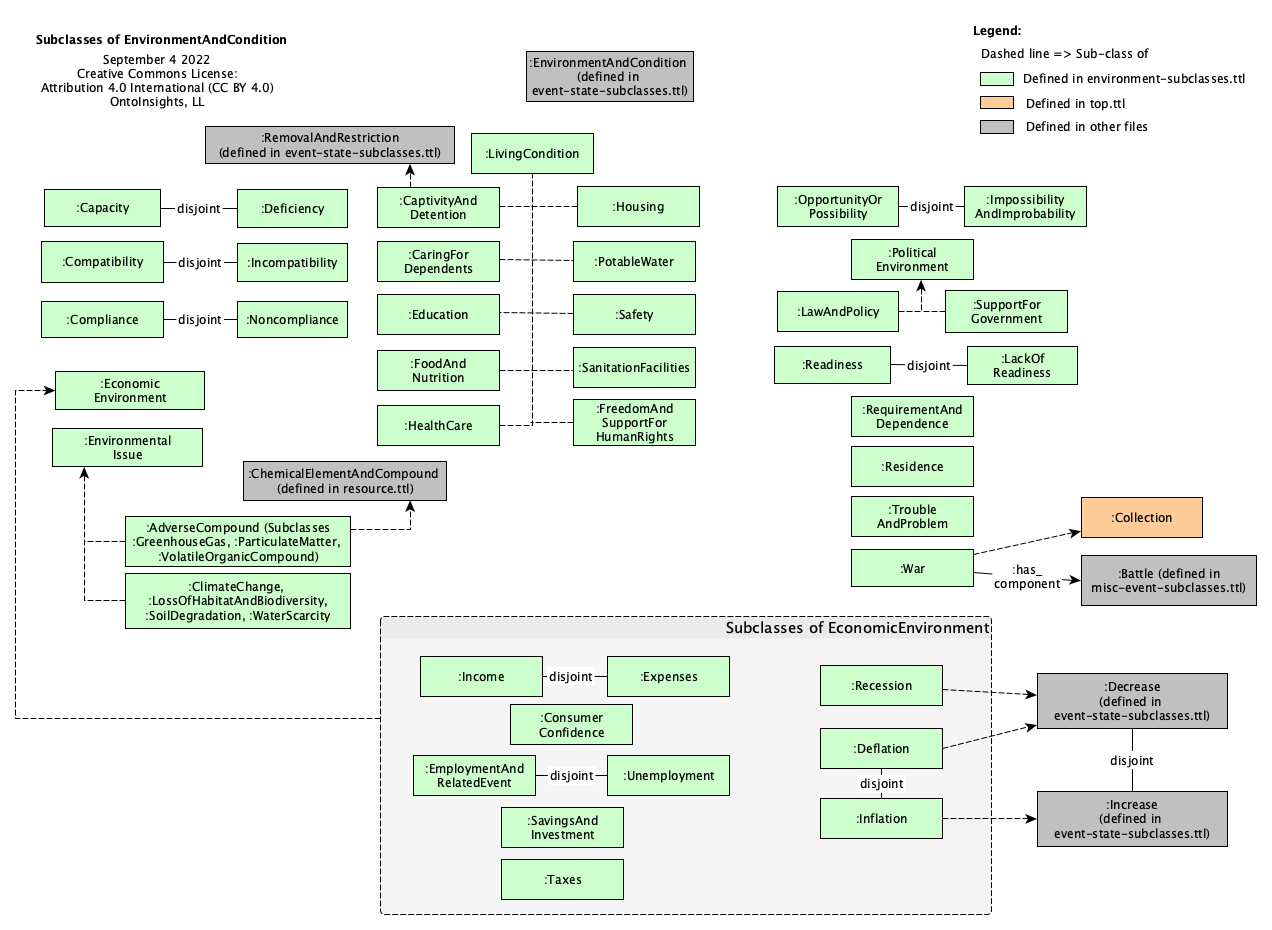 Subclasses of EnvironmentAndCondition
September 4 2022
Creative Commons License:
Attribution 4.0 International (CC BY 4.0)
OntoInsights, LL
:EnvironmentAndCondition
(defined in
event-state-subclasses.ttl)
Legend:
Dashed line => Sub-class of
Defined in environment-subclasses.ttl
Defined in top.ttl
Defined in other files
:RemovalAndRestriction
(defined in event-state-subclasses.ttl)
:LivingCondition
:Capacity
disjoint
:Deficiency
:Compatibility
disjoint
:Incompatibility
:Compliance
disjoint
:Noncompliance
:CaptivityAnd
Detention
:Housing
:CaringFor
Dependents
:PotableWater
:Education
:Safety
:FoodAnd
Nutrition
:SanitationFacilities
:HealthCare
:FreedomAnd
SupportFor
HumanRights
:OpportunityOr
Possibility
disjoint
:Impossibility
AndImprobability
:Political
Environment
:LawAndPolicy
:SupportFor
Government
:Readiness
disjoint
:LackOf
Readiness
:RequirementAnd
Dependence
:Residence
:Trouble
AndProblem
:War
:Collection
:has_
component
:Battle (defined in
misc-event-subclasses.ttl)
:Economic
Environment
:Environmental
Issue
:ChemicalElementAndCompound
(defined in resource.ttl)
:AdverseCompound (Subclasses
:GreenhouseGas, :ParticulateMatter,
:VolatileOrganicCompound)
:ClimateChange,
:LossOfHabitatAndBiodiversity,
:SoilDegradation, :WaterScarcity
Subclasses of EconomicEnvironment
:Income
disjoint
:Expenses
:Consumer
Confidence
:EmploymentAnd
RelatedEvent
disjoint
:Unemployment
:SavingsAnd
Investment
:Taxes
:Recession
:Deflation
disjoint
:Inflation
:Decrease
(defined in
event-state-subclasses.ttl)
disjoint
:Increase
(defined in
event-state-subclasses.ttl)